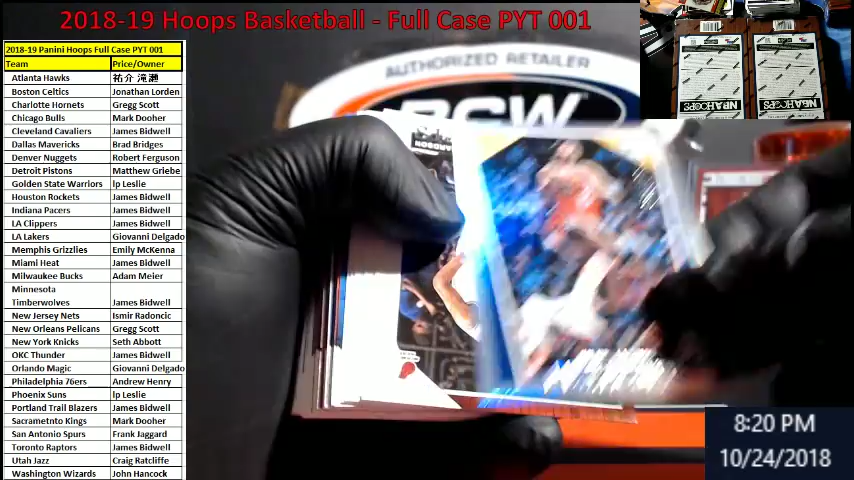 2018-19 Hoops Basketball - Full Case PYT 001
2018-19 Panini Hoops Full Case PYT 001
Team Price/Owner
Atlanta Hawks 祐介 滝瀬
Boston Celtics Jonathan Lorden
Charlotte Hornets Gregg Scott
Chicago Bulls Mark Dooher
Cleveland Cavaliers James Bidwell
Dallas Mavericks Brad Bridges
Denver Nuggets Robert Ferguson
Detroit Pistons Matthew Griebe
Golden State Warriors lp Leslie
Houston Rockets James Bidwell
Indiana Pacers James Bidwell
LA Clippers James Bidwell
LA Lakers Giovanni Delgado
Memphis Grizzlies Emily McKenna
Miami Heat James Bidwell
Milwaukee Bucks Adam Meier
Minnesota
Timberwolves James Bidwell
New Jersey Nets Ismir Radoncic
New Orleans Pelicans Gregg Scott
New York Knicks Seth Abbott
OKC Thunder James Bidwell
Orlando Magic Giovanni Delgado
Philadelphia 76ers Andrew Henry
Phoenix Suns lp Leslie
Portland Trail Blazers James Bidwell
Sacrametnto Kings Mark Dooher
San Antonio Spurs Frank Jaggard
Toronto Raptors James Bidwell
Utah Jazz Craig Ratcliffe
Washington Wizards John Hancock
AUTHORIZED RETAILER
BCW
NBA HOOPS
NBA HOOPS
8:20 PM
10/24/2018